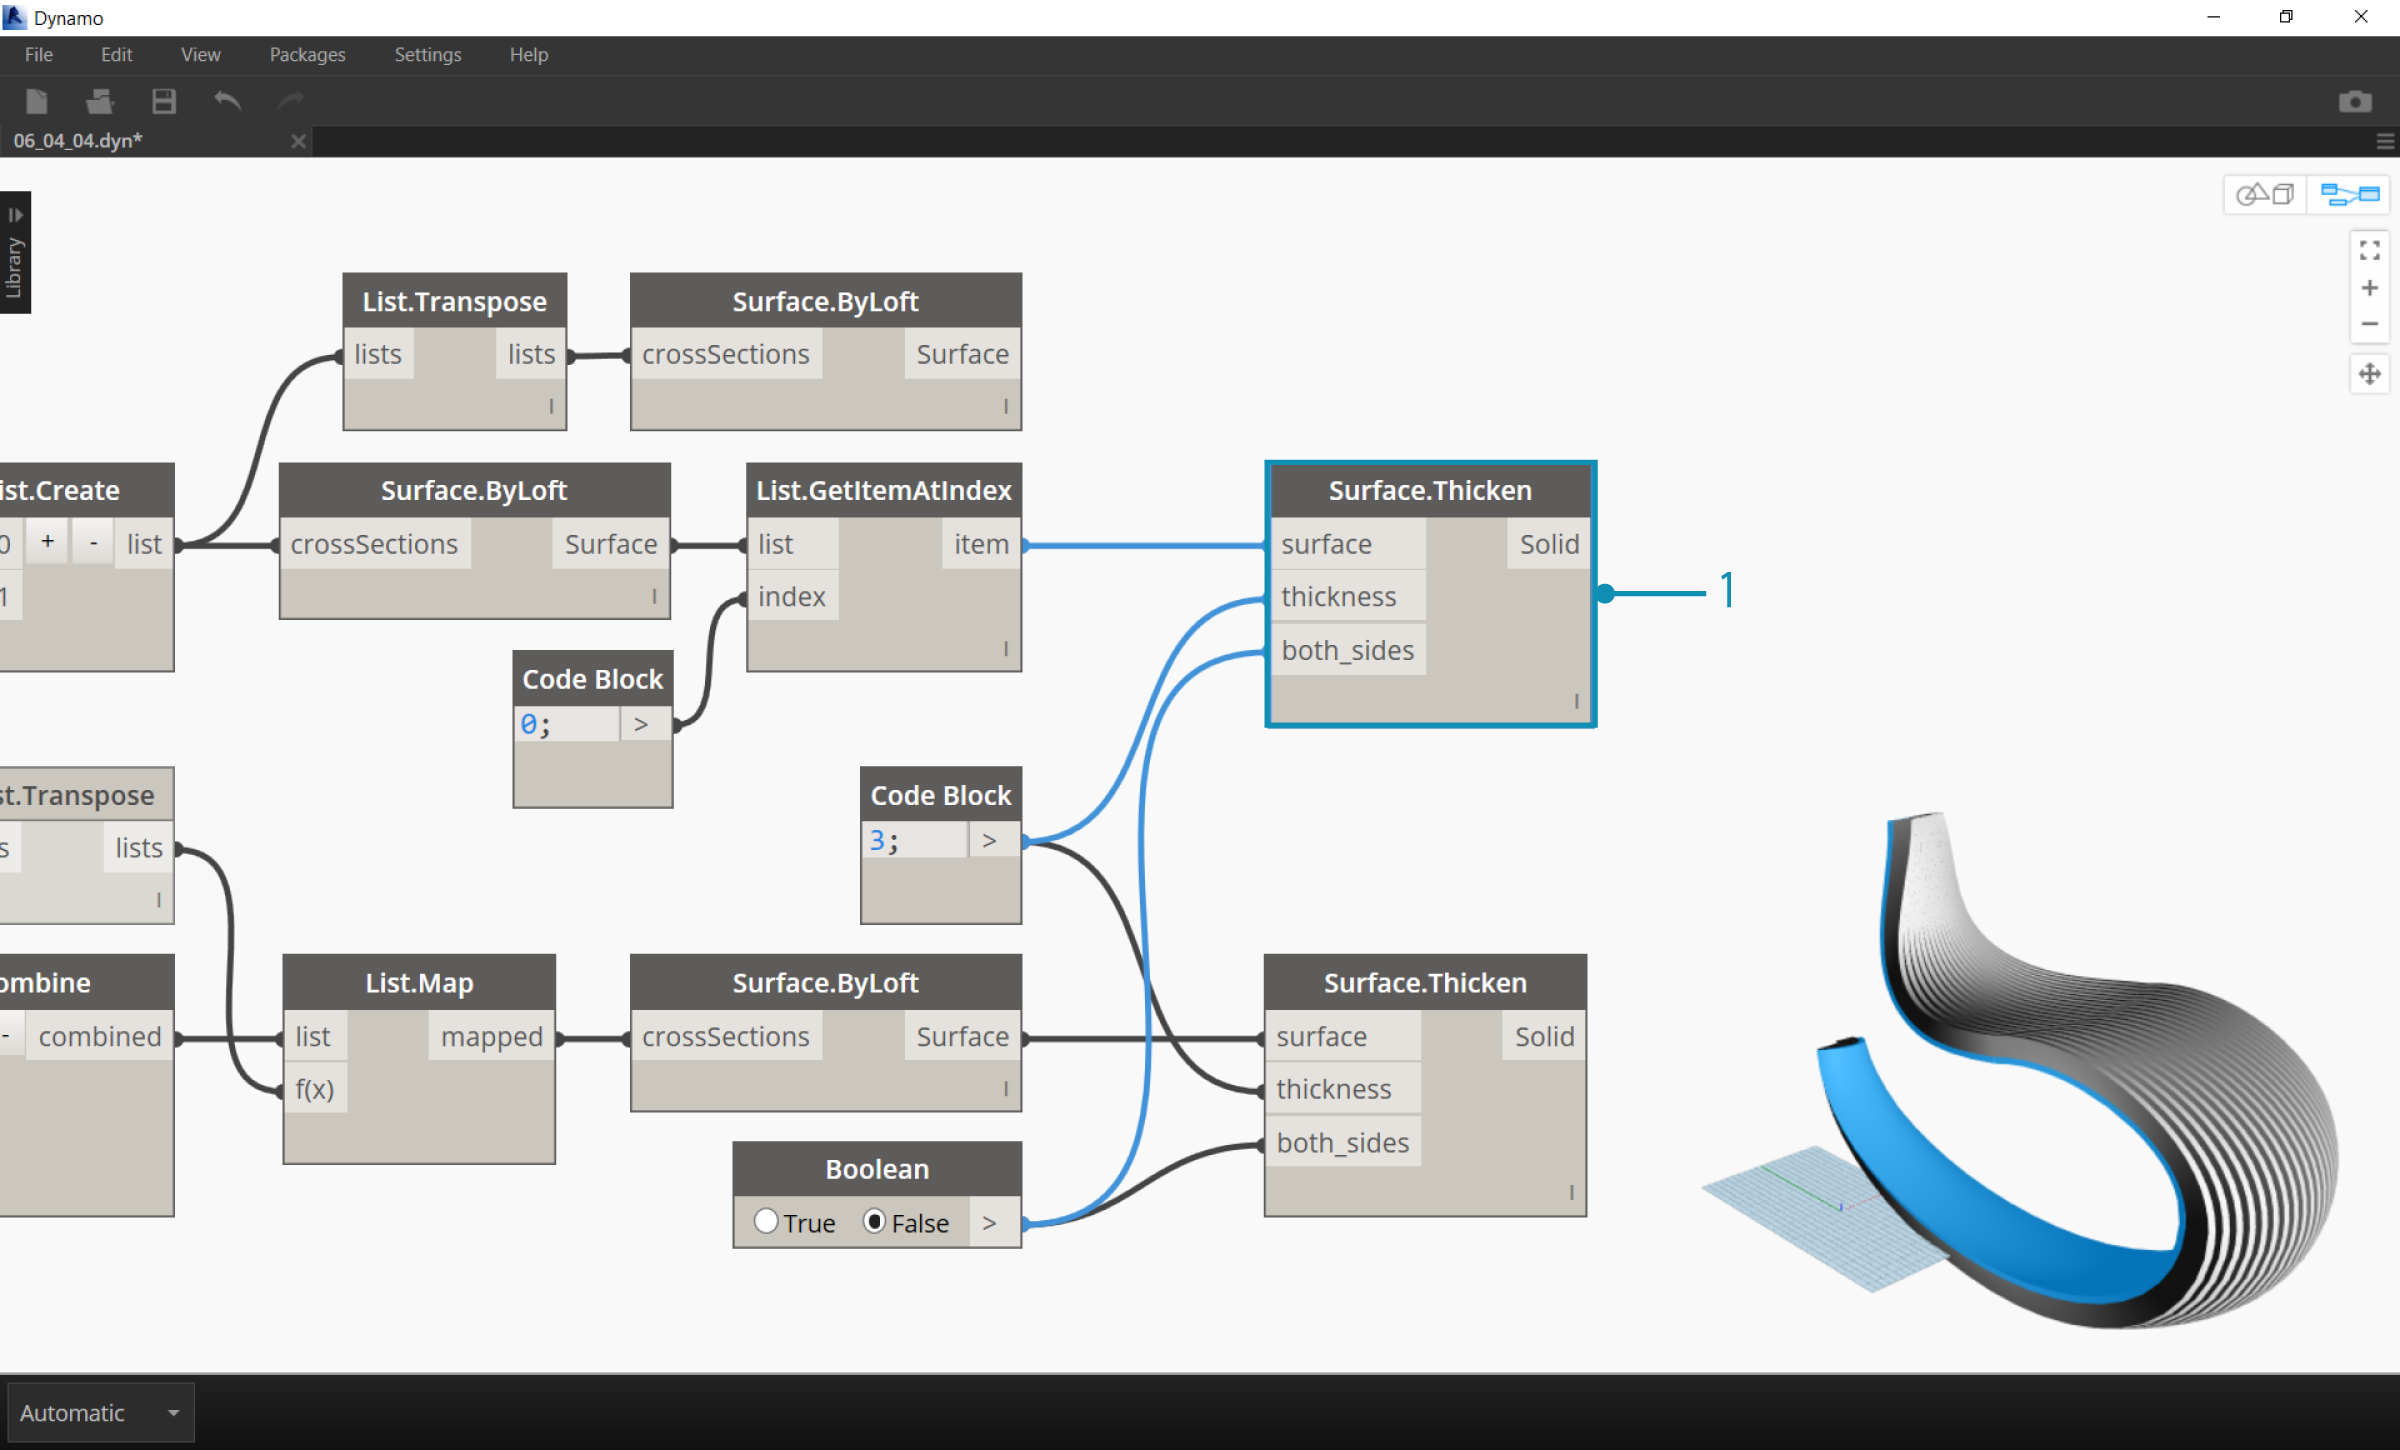 Dynamo
File Edit View Packages Settings Help
06_04_04.dyn*
Library
List.Transpose
lists lists
l
Surface.ByLoft
crossSections Surface
l
ist.Create
0 + - list
1
Surface.ByLoft
crossSections Surface
l
List.GetItemAtIndex
list item
index
l
Surface.Thicken
surface Solid
thickness
both_sides
l
1
Code Block
0; >
st.Transpose
s lists
l
Code Block
3; >
ombine
- combined
List.Map
list mapped
f(x)
Surface.ByLoft
crossSections Surface
l
Surface.Thicken
surface Solid
thickness
both_sides
l
Boolean
True False >
Automatic